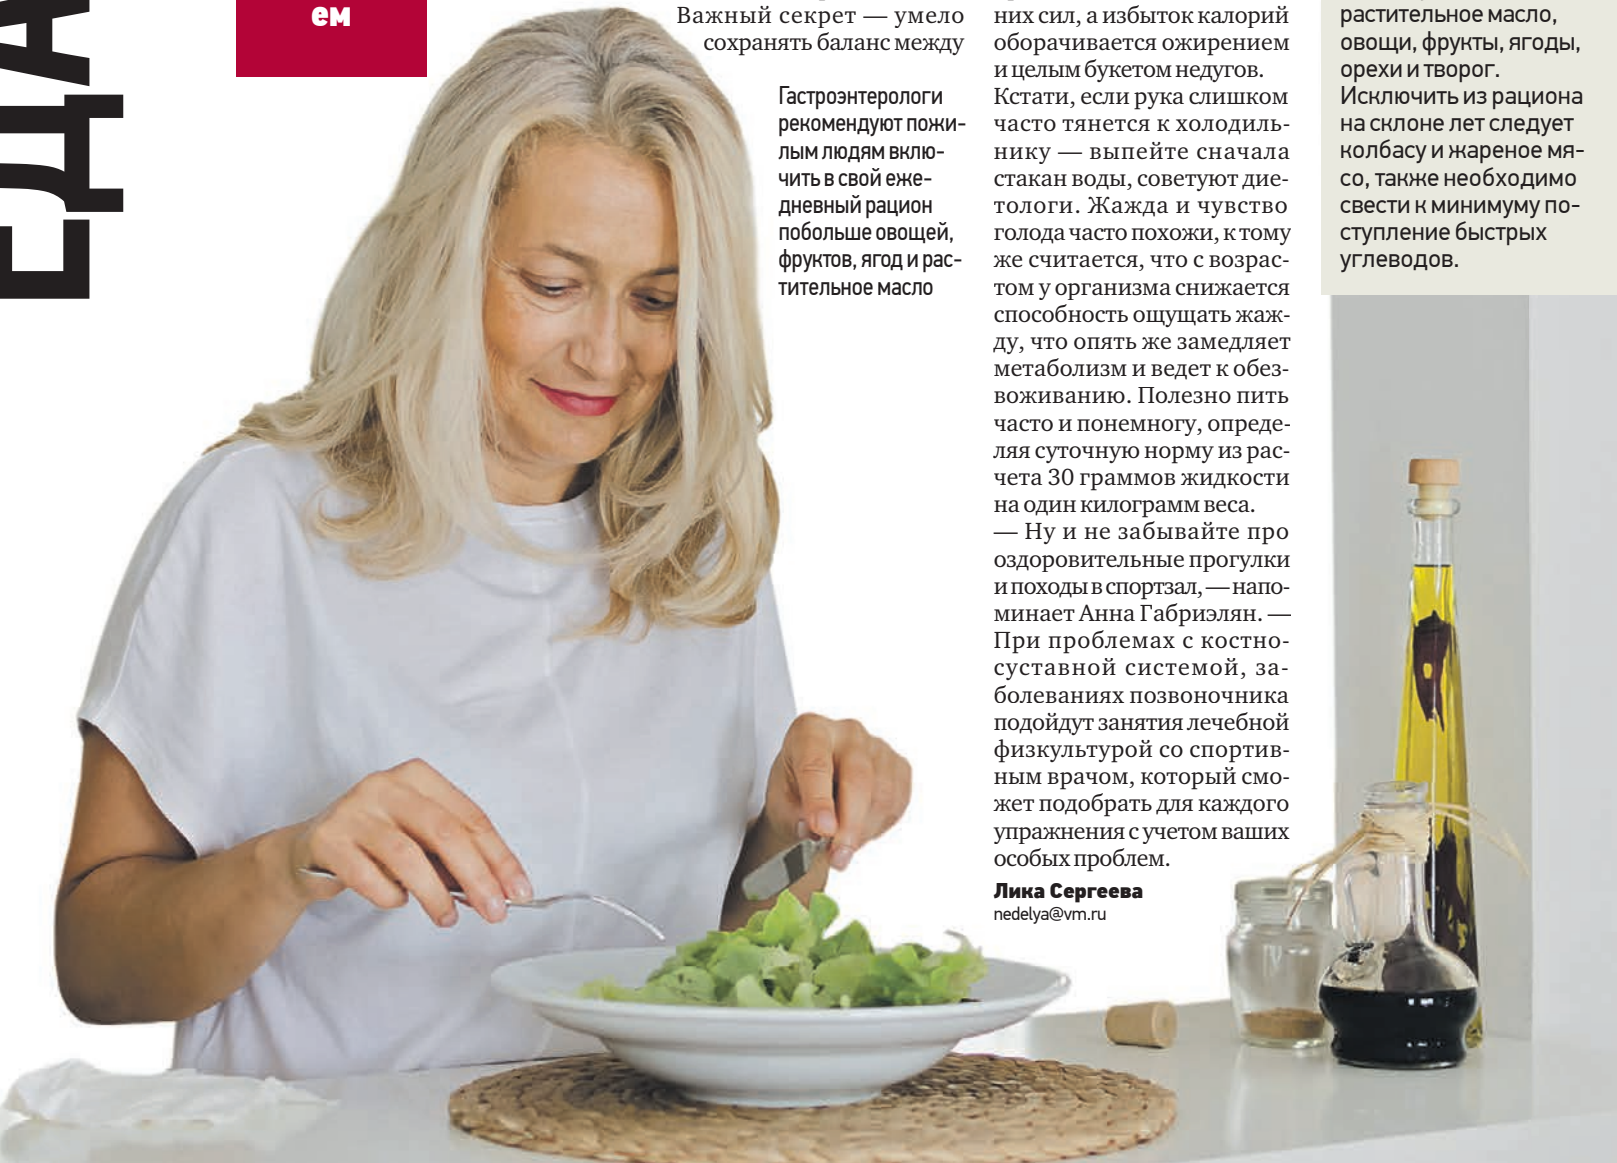 ЕДА
ем
Важный секрет — умело
сохранять баланс между
Гастроэнтерологи
рекомендуют пожи-
лым людям вклю-
чить в свой еже-
дневный рацион
побольше овощей,
фруктов, ягод и рас-
тительное масло
них сил, а избыток калорий
оборачивается ожирением
и целым букетом недугов.
Кстати, если рука слишком
часто тянется к холодиль-
нику — выпейте сначала
стакан воды, советуют дие-
тологи. Жажда и чувство
голода часто похожи, к тому
же считается, что с возрас-
том у организма снижается
способность ощущать жаж-
ду, что опять же замедляет
метаболизм и ведет к обез-
воживанию. Полезно пить
часто и понемногу, опреде-
ляя суточную норму из рас-
чета 30 граммов жидкости
на один килограмм веса.
— Ну и не забывайте про
оздоровительные прогулки
и походы в спортзал, — напо-
минает Анна Габриэлян. —
При проблемах с костно-
суставной системой, за-
болеваниях позвоночника
подойдут занятия лечебной
физкультурой со спортив-
ным врачом, который смо-
жет подобрать для каждого
упражнения с учетом ваших
особых проблем.
Лика Сергеева
nedelya@vm.ru
растительное масло,
овощи, фрукты, ягоды,
орехи и творог.
Исключить из рациона
на склоне лет следует
колбасу и жареное мя-
со, также необходимо
свести к минимуму по-
ступление быстрых
углеводов.